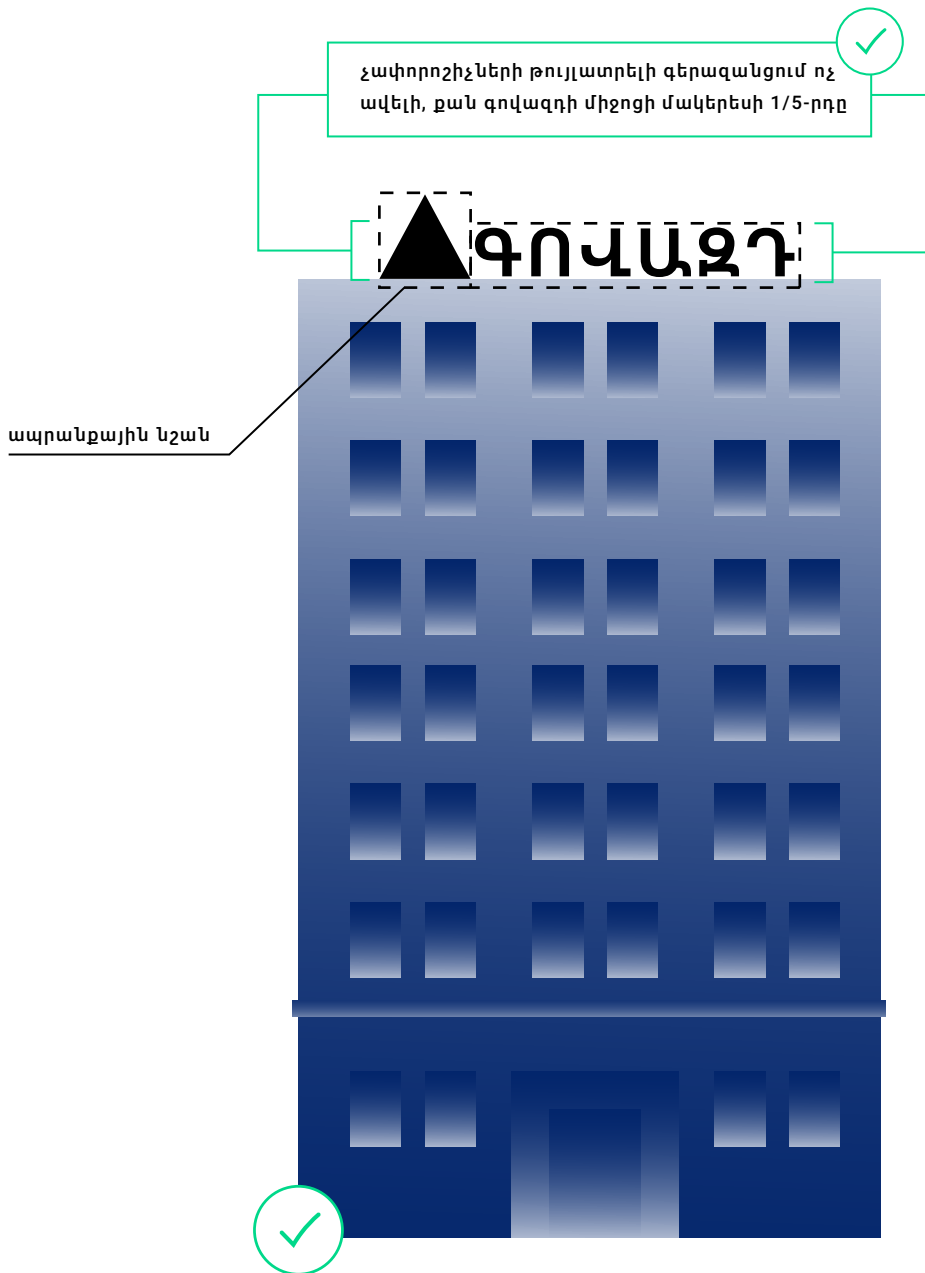 չափորոշիչների թույլատրելի գերազանցում ոչ
ավելի, քան գովազդի միջոցի մակերեսի 1/5-րդը
ԳՈՎԱԶԴ
ապրանքային նշան